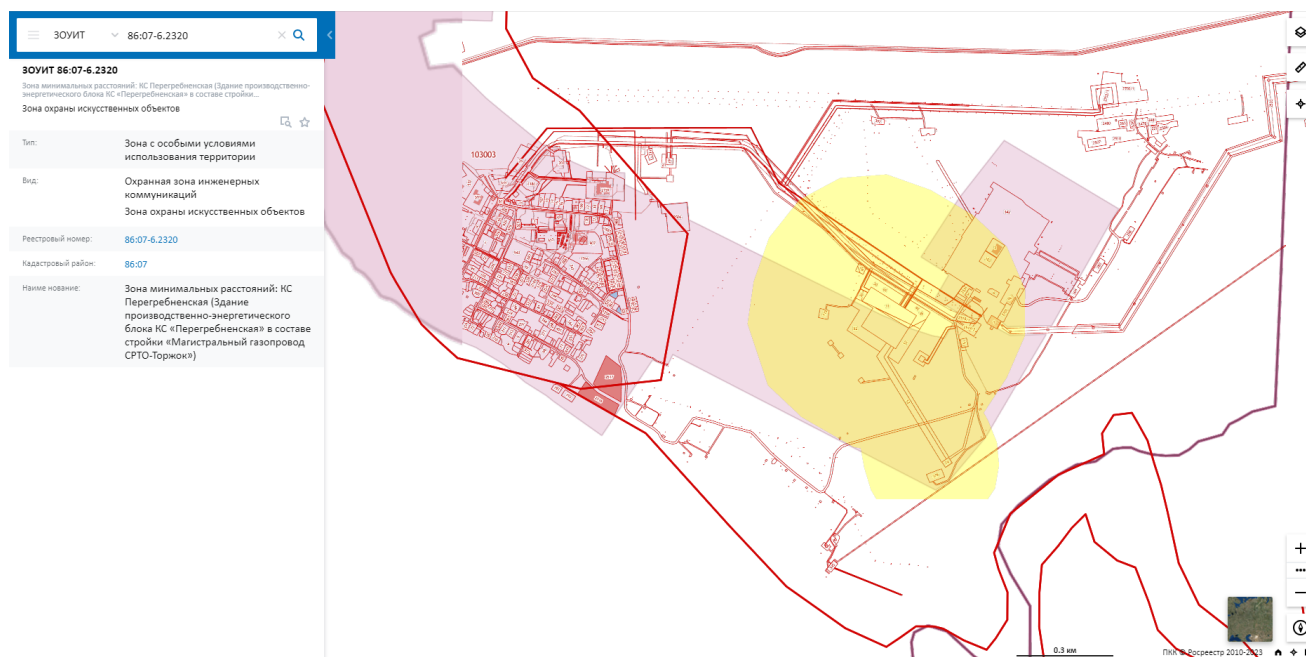 ЗОУИТ 86:07-6.2320
ЗОУИТ 86:07-6.2320
Зона минимальных расстояний: КС Перегребненская (Здание производственно-
энергетического блока КС «Перегребненская» в составе стройки...
Зона охраны искусственных объектов
Тип: Зона с особыми условиями
использования территории
Вид: Охранная зона инженерных
коммуникаций
Зона охраны искусственных объектов
Реестровый номер: 86:07-6.2320
Кадастровый район: 86:07
Наиме нование: Зона минимальных расстояний: КС
Перегребненская (Здание
производственно-энергетического
блока КС «Перегребненская» в составе
стройки «Магистральный газопровод
СРТО-Торжок»)
103003
0.3 км
ПКК © Росреестр 2010-2023